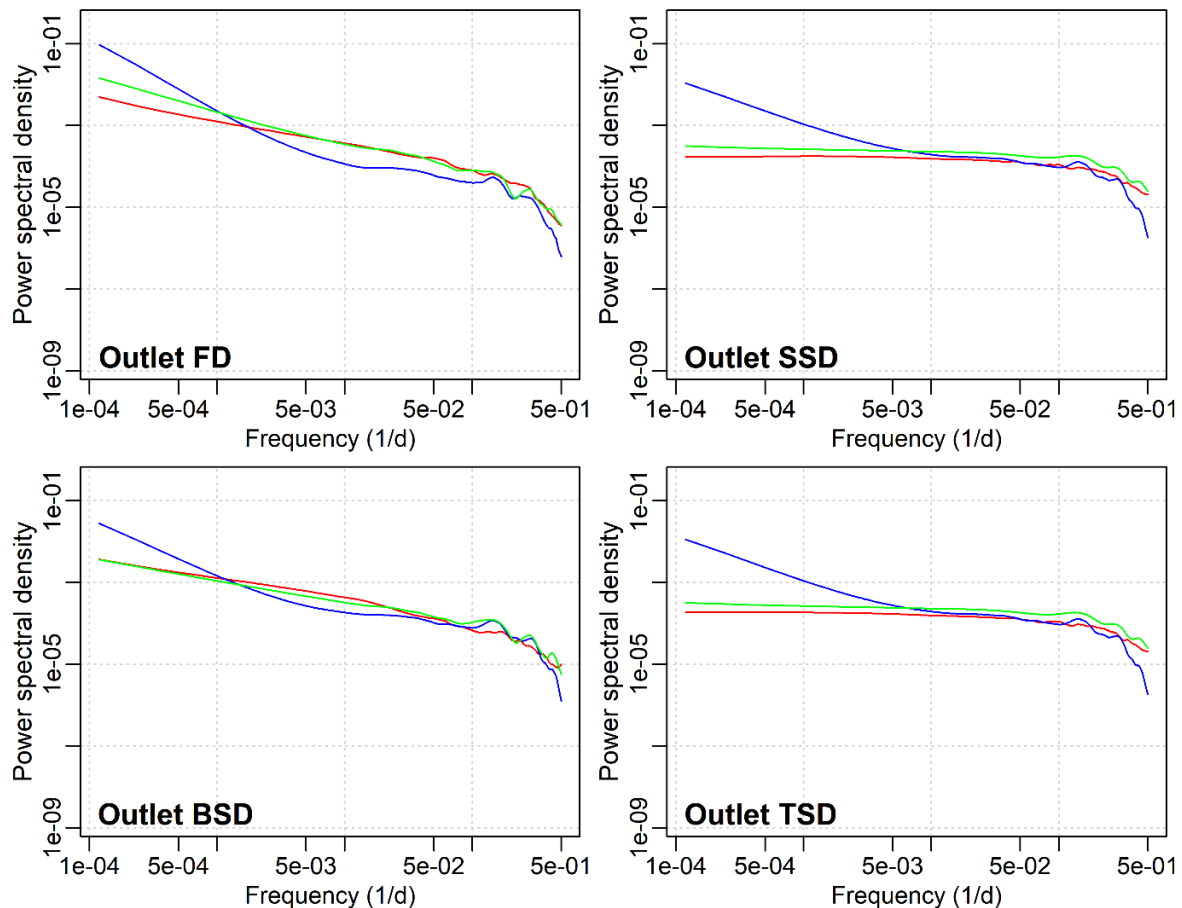 Power spectral density
1e-01
1e-05
1e-09
Outlet FD
1e-04 5e-04 5e-03 5e-02 5e-01
Frequency (1/d)
Power spectral density
1e-01
1e-05
1e-09
Outlet SSD
1e-04 5e-04 5e-03 5e-02 5e-01
Frequency (1/d)
Power spectral density
1e-01
1e-05
1e-09
Outlet BSD
1e-04 5e-04 5e-03 5e-02 5e-01
Frequency (1/d)
Power spectral density
1e-01
1e-05
1e-09
Outlet TSD
1e-04 5e-04 5e-03 5e-02 5e-01
Frequency (1/d)